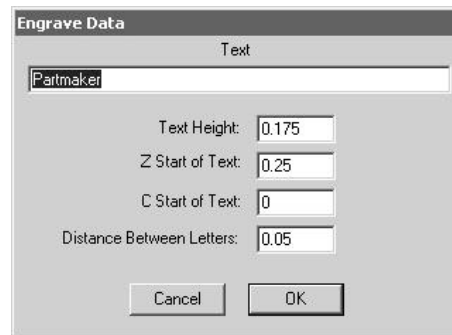 Engrave Data
Text
Partmaker
Text Height: 0.175
Z Start of Text: 0.25
C Start of Text: 0
Distance Between Letters: 0.05
Cancel OK